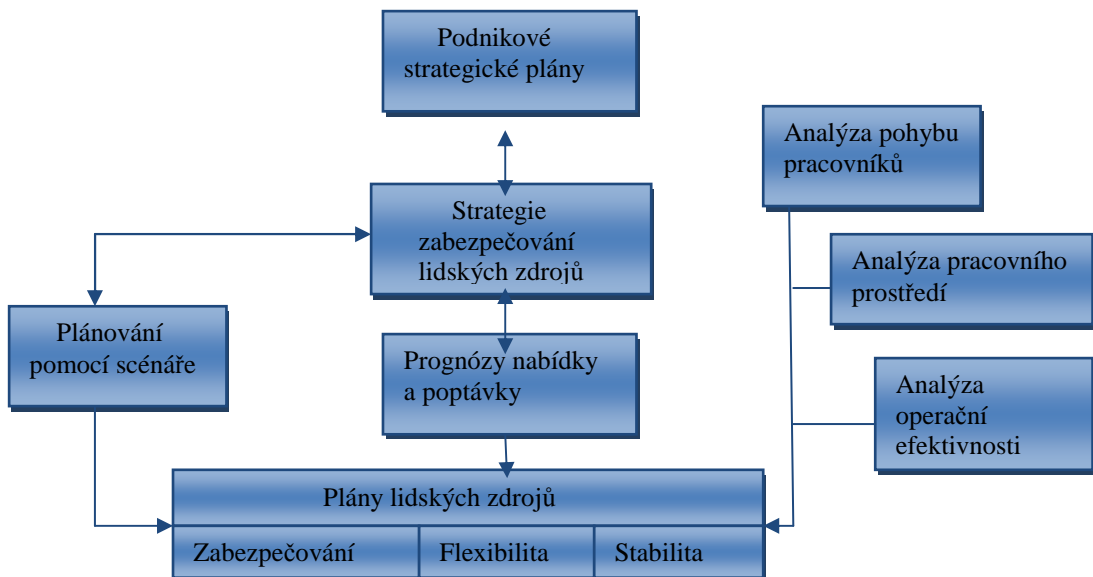 Podnikové
strategické plány
Analýza pohybu
pracovníků
Strategie
zabezpečování
lidských zdrojů
Analýza pracovního
prostředí
Plánování
pomocí scénáře
Prognózy nabídky
a poptávky
Analýza
operační
efektivnosti
Plány lidských zdrojů
Zabezpečování
Flexibilita
Stabilita